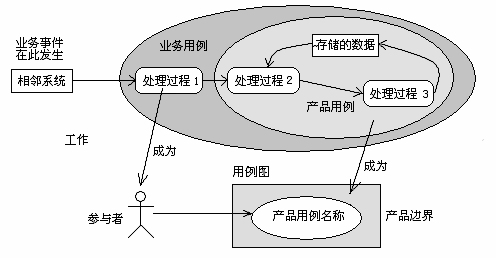 业务事件
在此发生
业务用例
存储的数据
相邻系统
处理过程 1
处理过程 2
处理过程 3
产品用例
工作
成为
成为
用例图
参与者
产品用例名称
产品边界